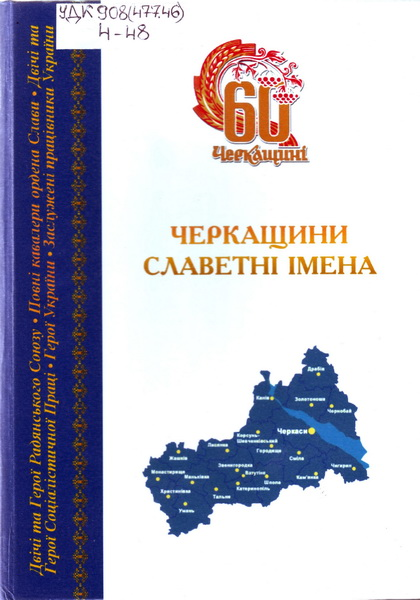 УДК 908(477.46)
Ч-48
Двічі та Герої Радянського Союзу • Повні кавалери ордена Слави • Двічі та
Герої Соціалістичної Праці • Герої України • Заслужені працівники України
60
Черкащині
ЧЕРКАЩИНИ
СЛАВЕТНІ ІМЕНА
Драбів
Канів
Золотоноша
Чорнобай
Корсунь-
Шевченківський
Черкаси
Городище
Лисянка
Жашків
Сміла
Чигирин
Звенигородка
Монастирище
Маньківка
Ватутіне
Кам'янка
Шпола
Христинівка
Катеринопіль
Тальне
Умань